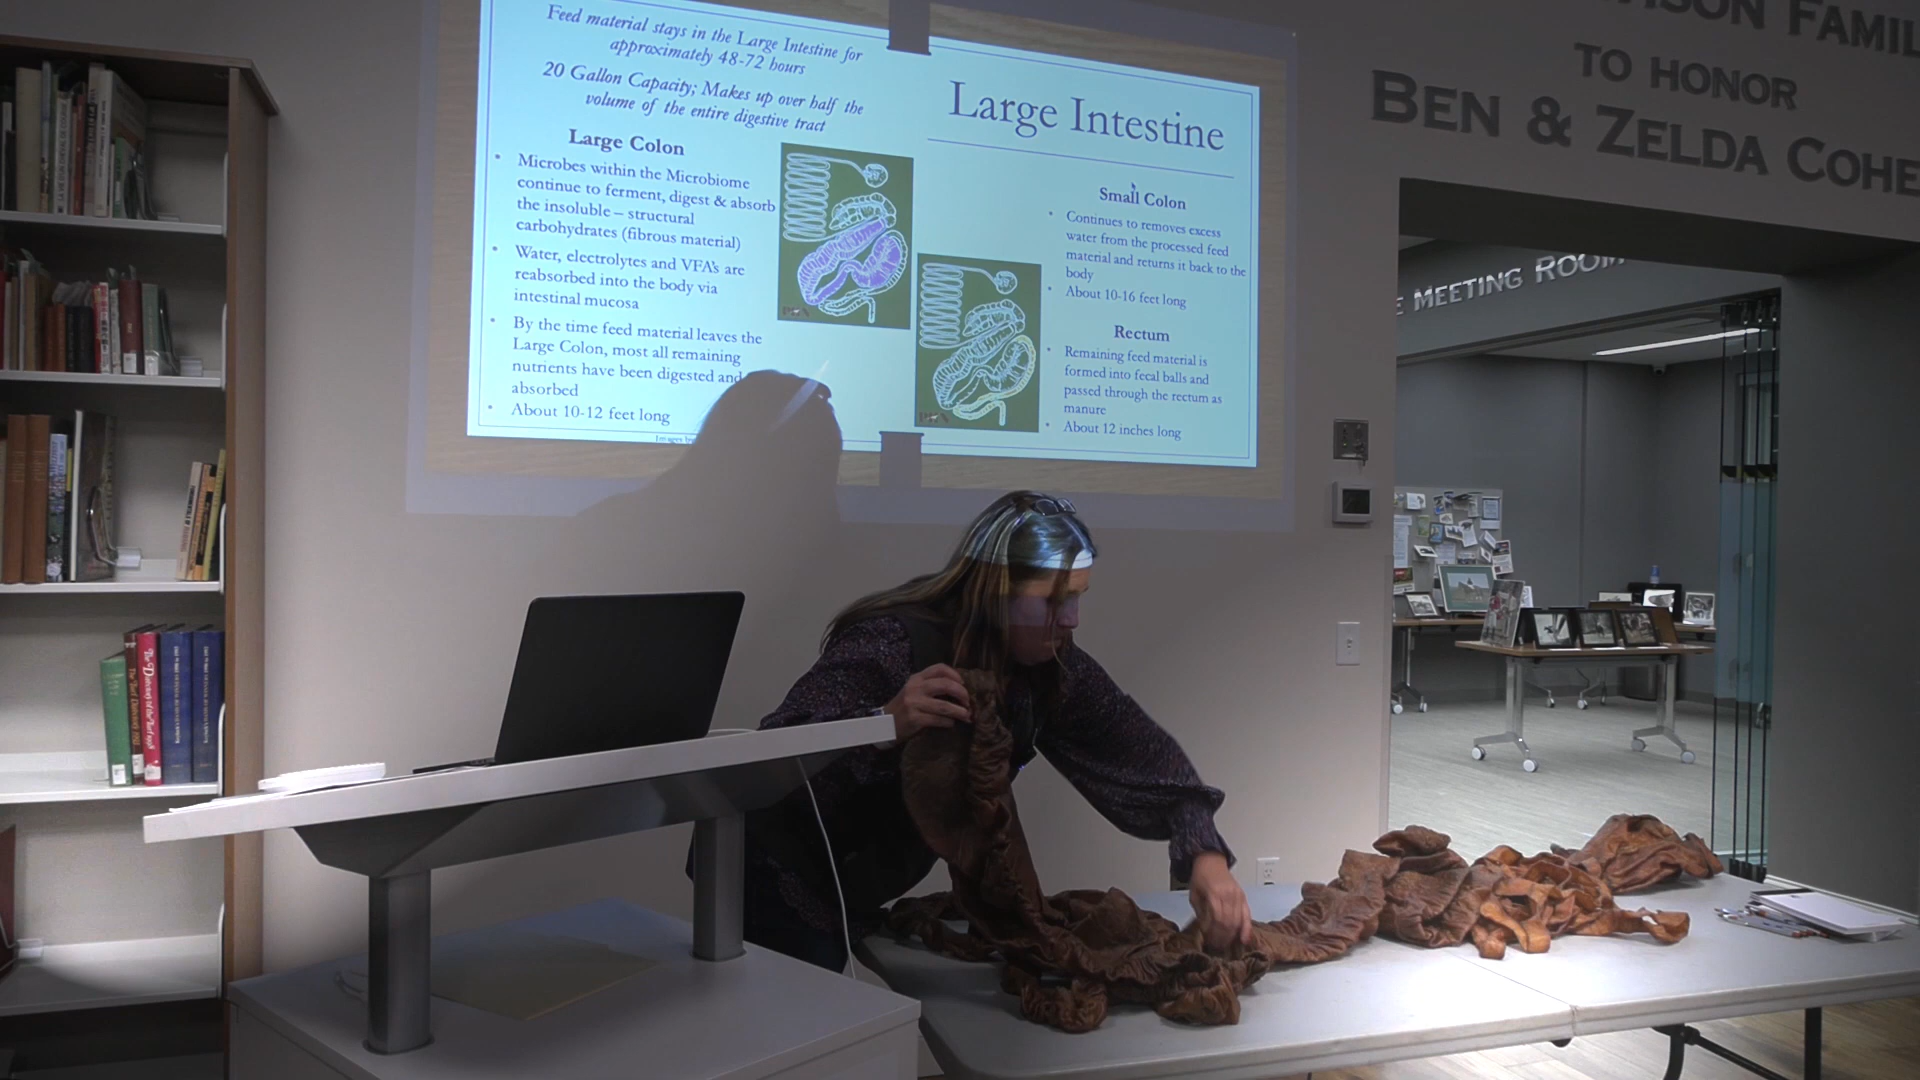 Feed material stays in the Large Intestine for
approximately 48-72 hours
20 Gallon Capacity; Makes up over half the
volume of the entire digestive tract
Large Colon
• Microbes within the Microbiome
continue to ferment, digest & absorb
the insoluble – structural
carbohydrates (fibrous material)
• Water, electrolytes and VFA's are
reabsorbed into the body via
intestinal mucosa
• By the time feed material leaves the
Large Colon, most all remaining
nutrients have been digested and
absorbed
• About 10-12 feet long
Images by
Large Intestine
Small Colon
• Continues to removes excess
water from the processed feed
material and returns it back to the
body
• About 10-16 feet long
Rectum
• Remaining feed material is
formed into fecal balls and
passed through the rectum as
manure
• About 12 inches long
FAMIL
TO HONOR
BEN & ZELDA COHE
MEETING ROOM